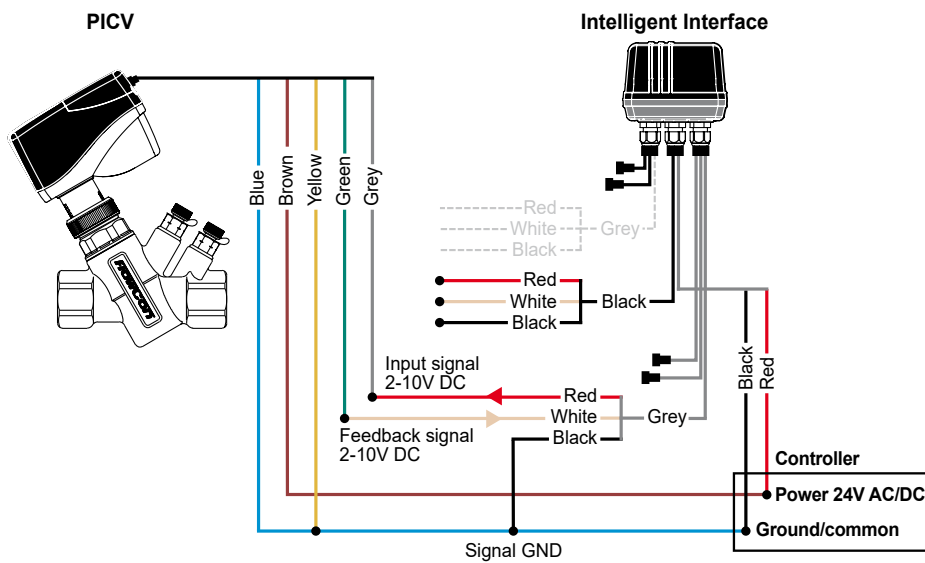 PICV
Intelligent Interface
Blue
Brown
Yellow
Green
Grey
Red
White
Grey
Black
Red
White
Black
Black
Black
Red
Input signal
2-10V DC
Red
White
Grey
Black
Feedback signal
2-10V DC
Controller
Power 24V AC/DC
Ground/common
Signal GND
FlowCon